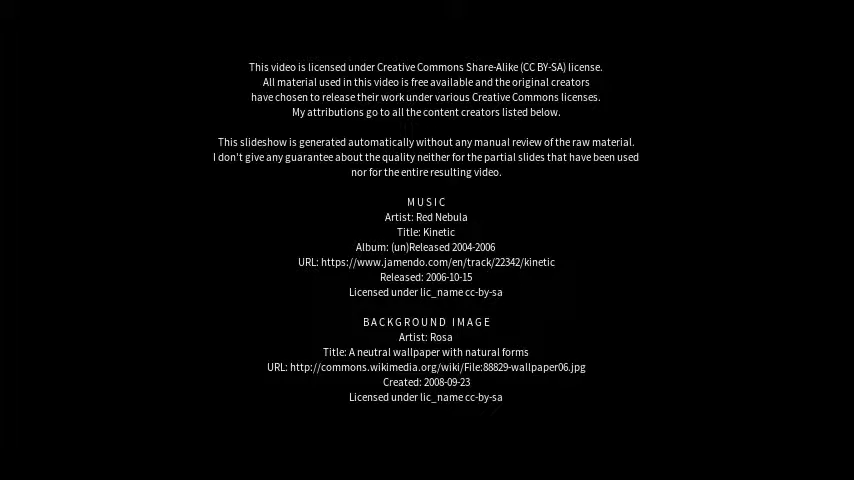 This video is licensed under Creative Commons Share-Alike (CC BY-SA) license.
All material used in this video is free available and the original creators
have chosen to release their work under various Creative Commons licenses.
My attributions go to all the content creators listed below.
This slideshow is generated automatically without any manual review of the raw material.
I don't give any guarantee about the quality neither for the partial slides that have been used
nor for the entire resulting video.
MUSIC
Artist: Red Nebula
Title: Kinetic
Album: (un)Released 2004-2006
URL: https://www.jamendo.com/en/track/22342/kinetic
Released: 2006-10-15
Licensed under lic_name cc-by-sa
BACKGROUND IMAGE
Artist: Rosa
Title: A neutral wallpaper with natural forms
URL: http://commons.wikimedia.org/wiki/File:88829-wallpaper06.jpg
Created: 2008-09-23
Licensed under lic_name cc-by-sa